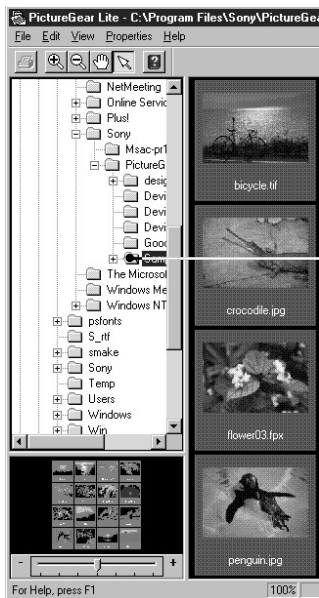 PictureGear Lite - C:\Program Files\Sony\PictureGea
File Edit View Properties Help
NetMeeting
Online Servic
Plus!
Sony
Msac-pr1
PictureG
desig
Devi
Devi
Devi
Good
The Microsof
Windows Me
Windows NT
psfonts
S_rtf
smake
Sony
Temp
Users
Windows
Win
bicycle.tif
crocodile.jpg
flower03.fpx
penguin.jpg
- +
For Help, press F1 100%